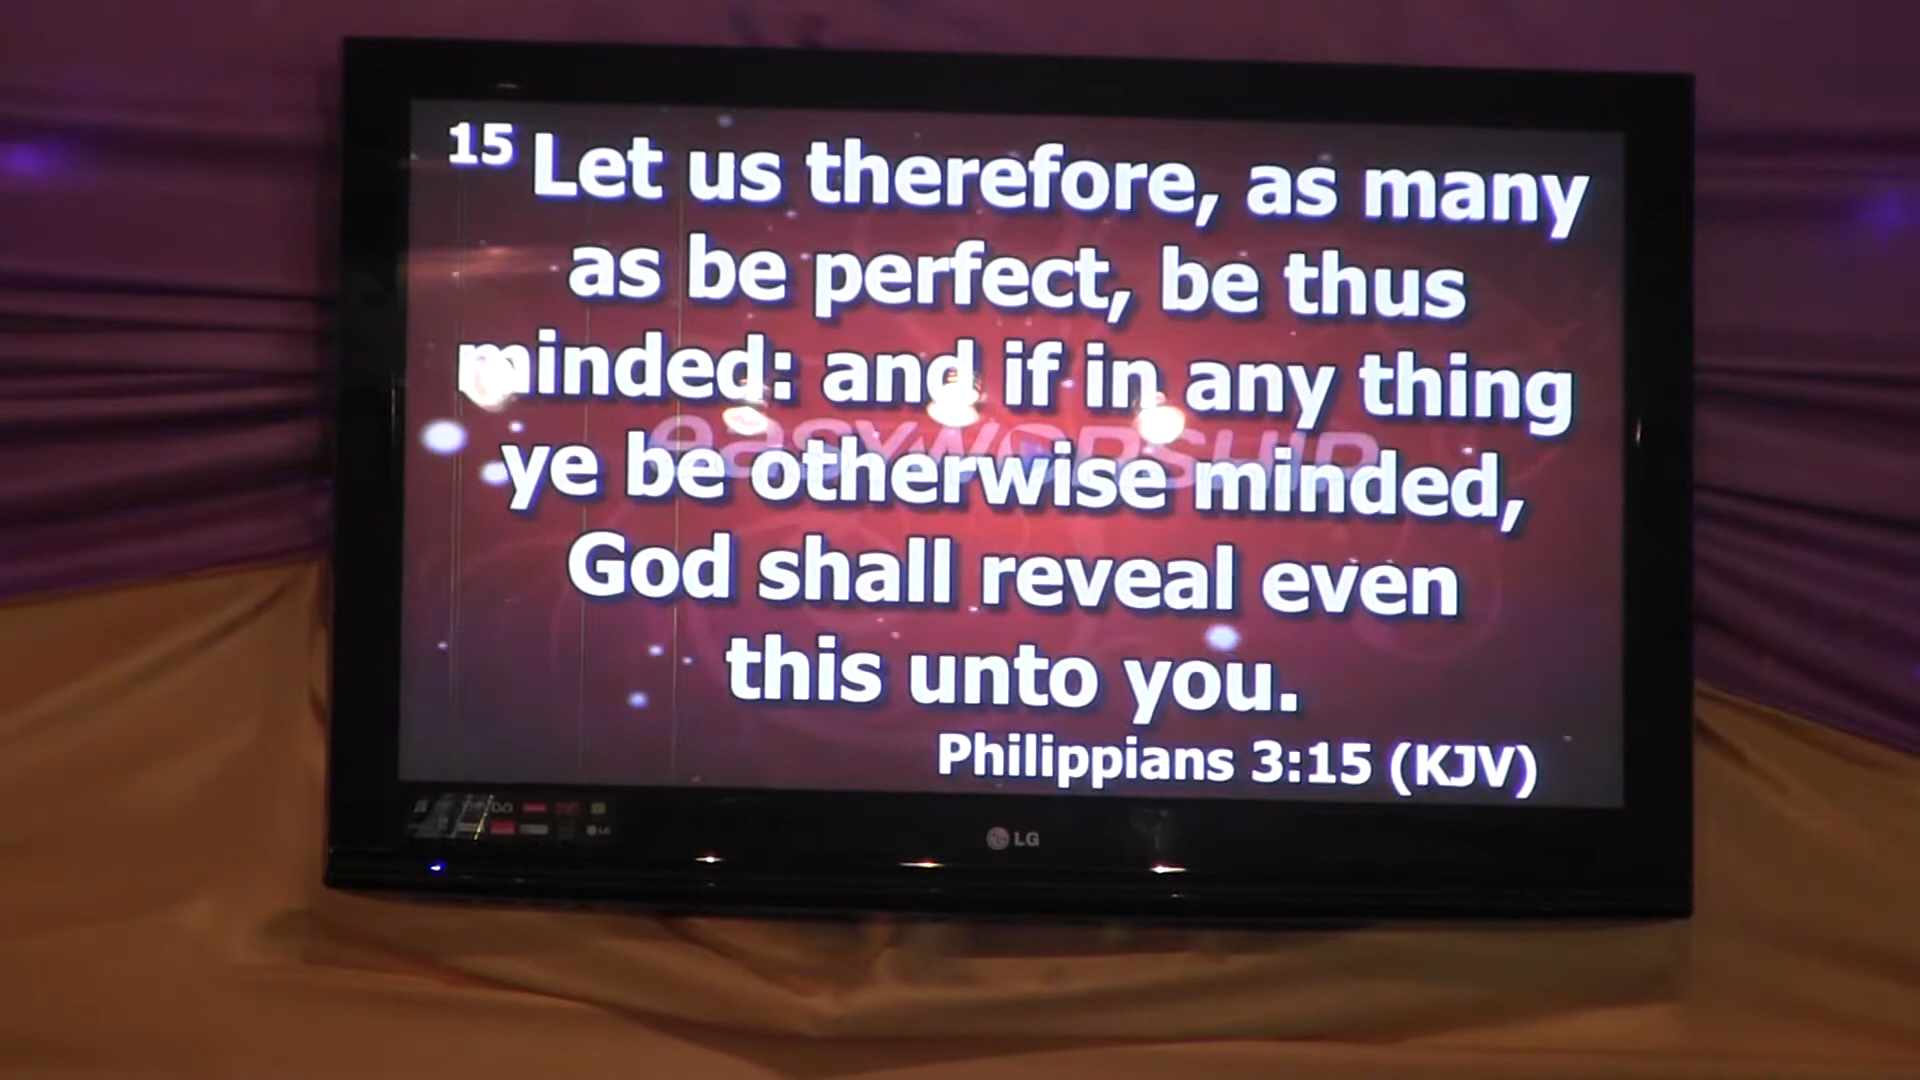 15 Let us therefore, as many
as be perfect, be thus
minded: and if in any thing
easyworship
ye be otherwise minded,
God shall reveal even
this unto you.
Philippians 3:15 (KJV)
LG